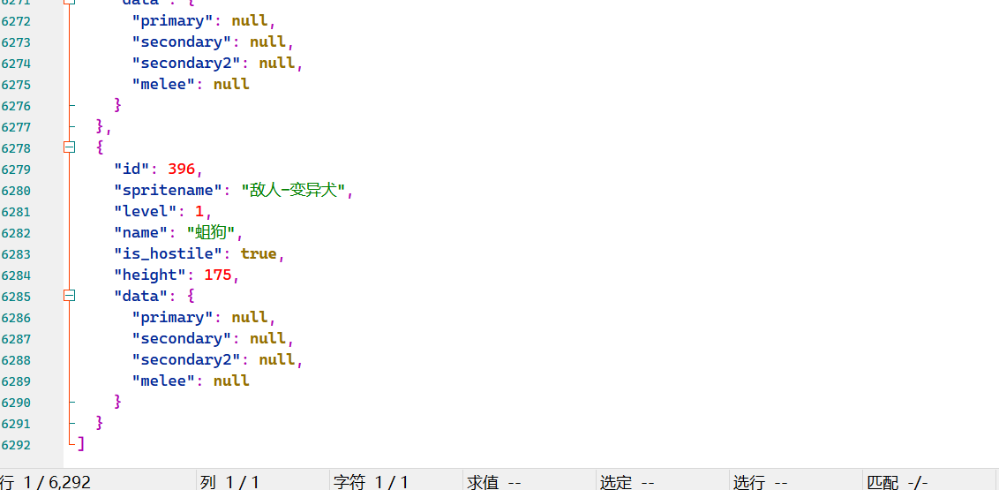 6271 "data": {
6272 "primary": null,
6273 "secondary": null,
6274 "secondary2": null,
6275 "melee": null
6276 }
6277 },
6278 {
6279 "id": 396,
6280 "spritename": "敌人-变异犬",
6281 "level": 1,
6282 "name": "蛆狗",
6283 "is_hostile": true,
6284 "height": 175,
6285 "data": {
6286 "primary": null,
6287 "secondary": null,
6288 "secondary2": null,
6289 "melee": null
6290 }
6291 }
6292 ]
行 1 / 6,292 列 1 / 1 字符 1 / 1 求值 -- 选定 -- 选行 -- 匹配 -/-